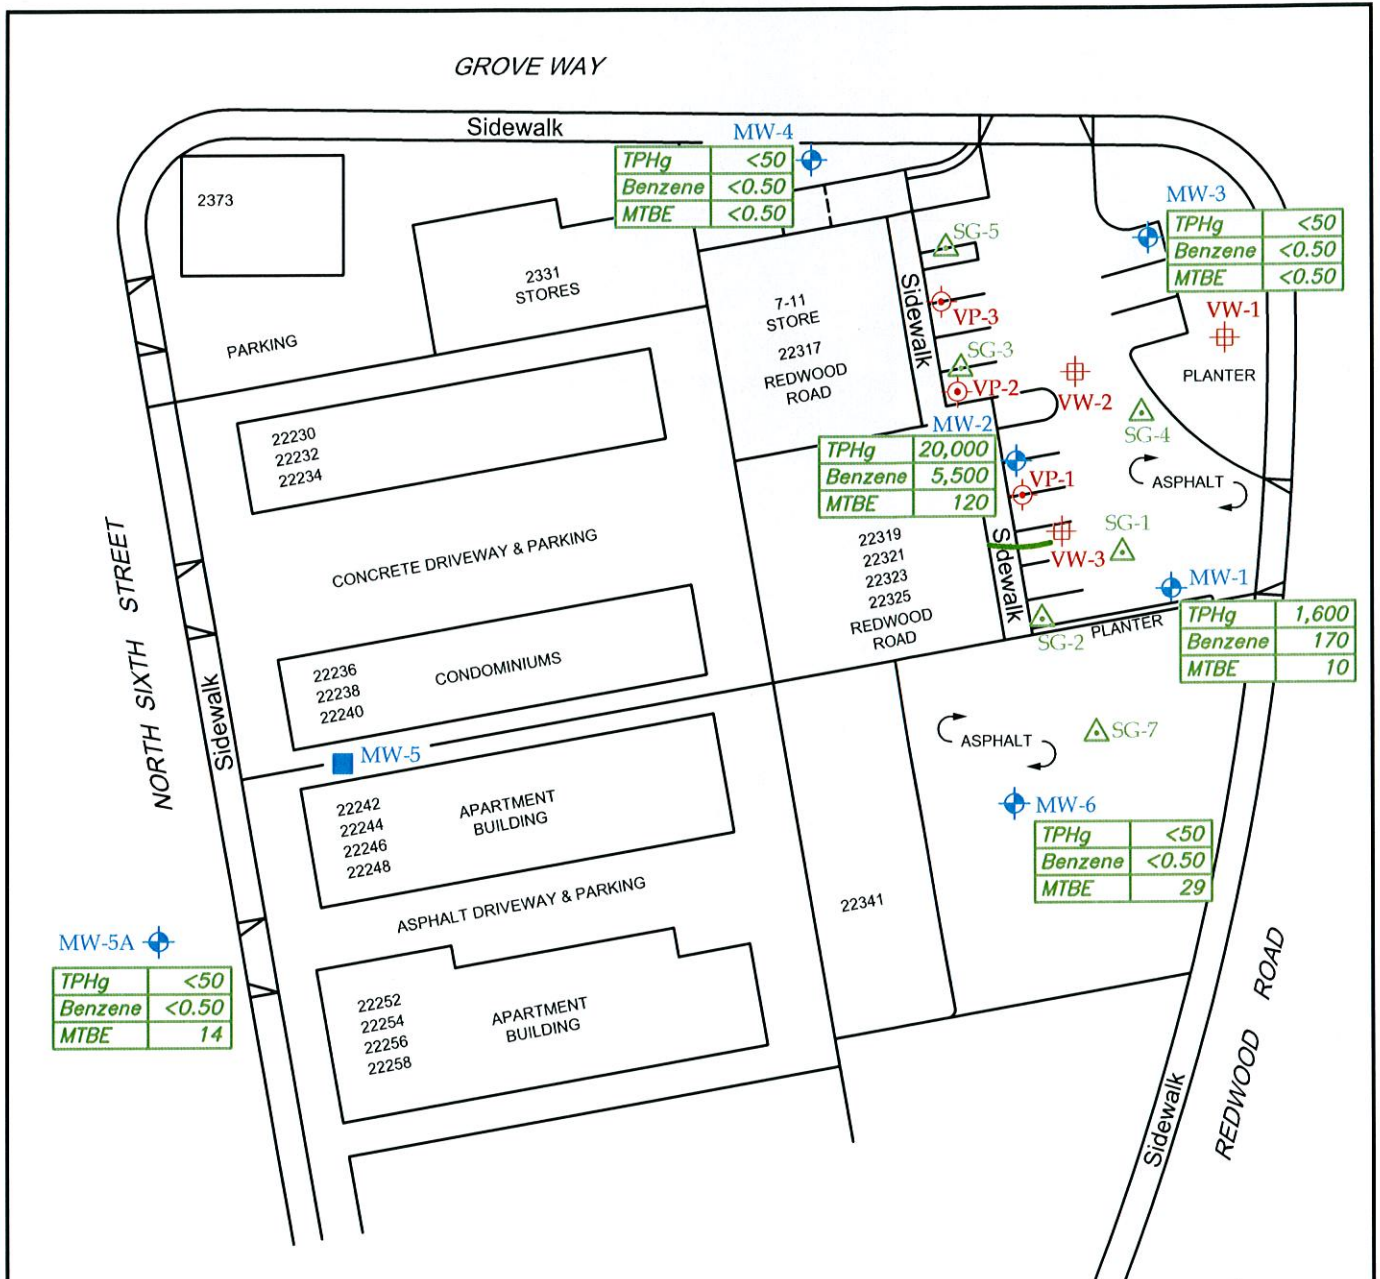 GROVE WAY
Sidewalk
MW-4
TPHg <50
Benzene <0.50
MTBE <0.50
2373
MW-3
TPHg <50
Benzene <0.50
MTBE <0.50
SG-5
2331
STORES
Sidewalk
7-11
STORE
22317
REDWOOD
ROAD
VP-3
VW-1
PARKING
SG-3
PLANTER
VP-2
VW-2
SG-4
22230
22232
22234
MW-2
TPHg 20,000
Benzene 5,500
MTBE 120
VP-1
ASPHALT
SG-1
CONCRETE DRIVEWAY & PARKING
22319
22321
22323
22325
REDWOOD
ROAD
Sidewalk
VW-3
MW-1
TPHg 1,600
Benzene 170
MTBE 10
SG-2
PLANTER
NORTH SIXTH STREET
Sidewalk
22236
22238
22240
CONDOMINIUMS
MW-5
ASPHALT
SG-7
22242
22244
22246
22248
APARTMENT
BUILDING
MW-6
TPHg <50
Benzene <0.50
MTBE 29
ASPHALT DRIVEWAY & PARKING
22341
MW-5A
TPHg <50
Benzene <0.50
MTBE 14
22252
22254
22256
22258
APARTMENT
BUILDING
Sidewalk
REDWOOD ROAD